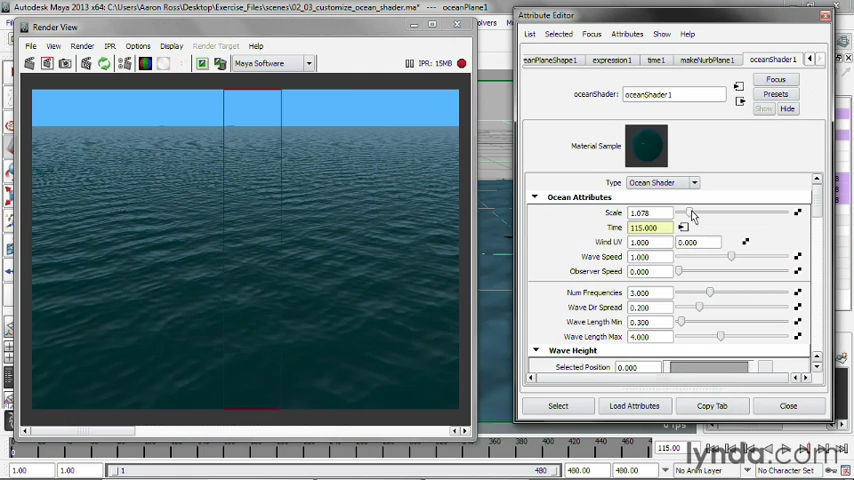 Autodesk Maya 2013 x64: C:\Users\Aaron Ross\Desktop\Exercise_Files\scenes\02_03_customize_ocean_shader.ma* --- oceanPlane1
Attribute Editor
Render View
List Selected Focus Attributes Show Help
File View Render IPR Options Display Render Target Help
Maya Software
IPR: 15MB
eanPlaneShape1 expression1 time1 makeNurbPlane1 oceanShader1
Focus
oceanShader: oceanShader1
Presets
Show Hide
Material Sample
Type Ocean Shader
Ocean Attributes
Scale 1.078
Time 115.000
Wind UV 1.000 0.000
Wave Speed 1.000
Observer Speed 0.000
Num Frequencies 3.000
Wave Dir Spread 0.200
Wave Length Min 0.300
Wave Length Max 4.000
Wave Height
Selected Position 0.000
Select Load Attributes Copy Tab Close
115.00
lynda.com
1.00 1.00 1 480 480.00 480.00 No Anim Layer No Character Set